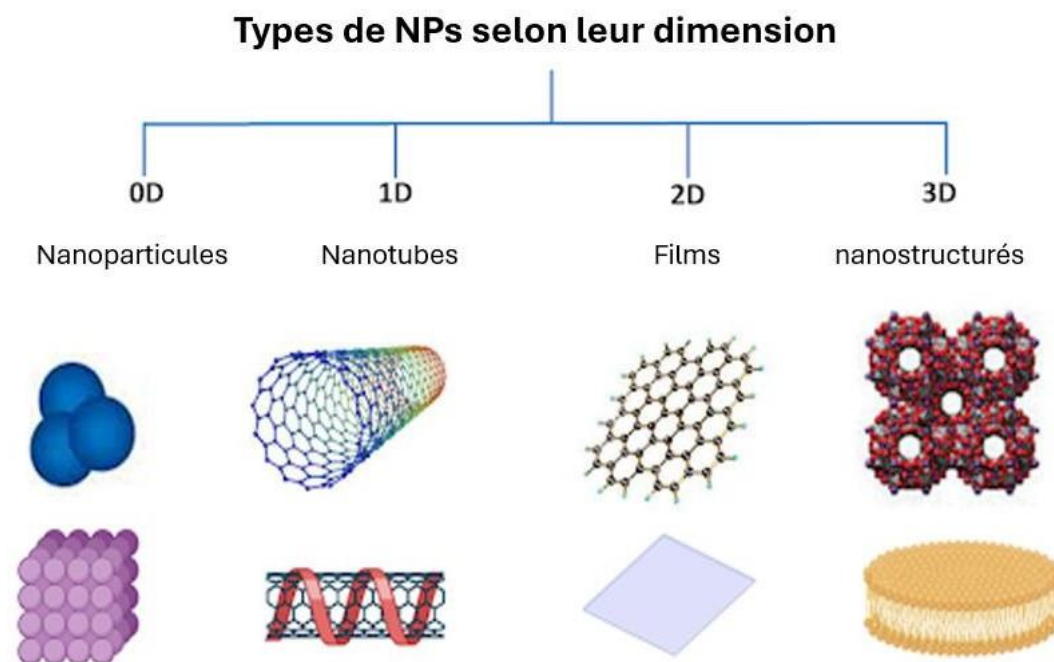 Types de NPs selon leur dimension
0D 1D 2D 3D
Nanoparticules Nanotubes Films nanostructurés